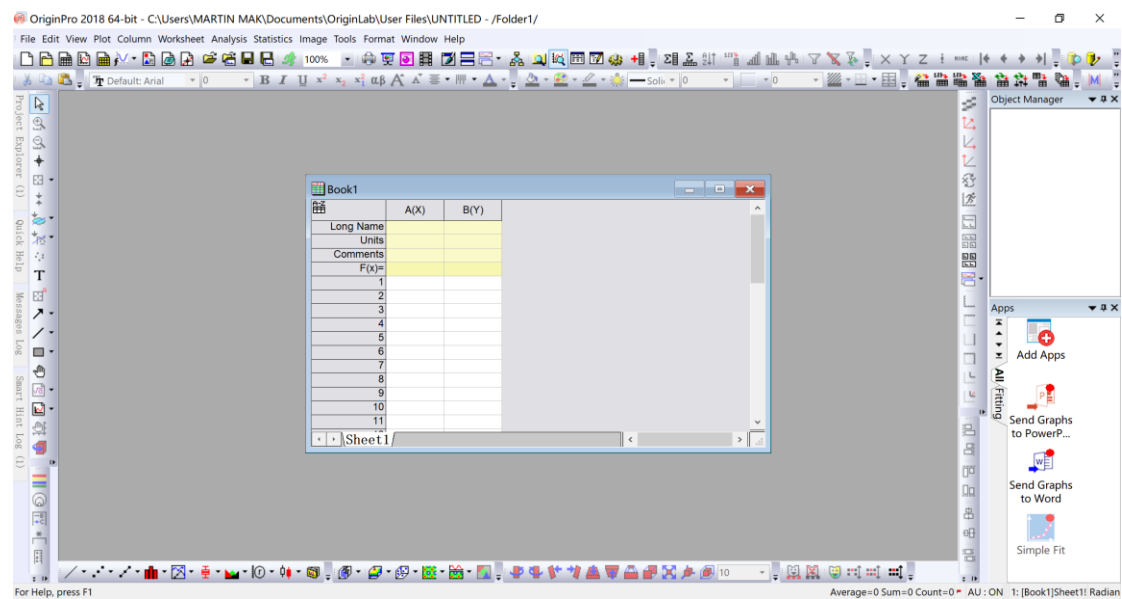 OriginPro 2018 64-bit - C:\Users\MARTIN MAK\Documents\OriginLab\User Files\UNTITLED - /Folder1/
File Edit View Plot Column Worksheet Analysis Statistics Image Tools Format Window Help
100%
X Y Z
Default: Arial 0 B I U αβ A A A Soli 0 0 M
Project Explorer (1)
Quick Help
Messages Log
Smart Hint Log (1)
T
Object Manager
Book1
A(X) B(Y)
Long Name
Units
Comments
F(x)=
1
2
3
4
5
6
7
8
9
10
11
Sheet1
Apps
All
Fitting
Add Apps
Send Graphs
to PowerP...
Send Graphs
to Word
Simple Fit
10
For Help, press F1
Average=0 Sum=0 Count=0 AU : ON 1: [Book1]Sheet1! Radian